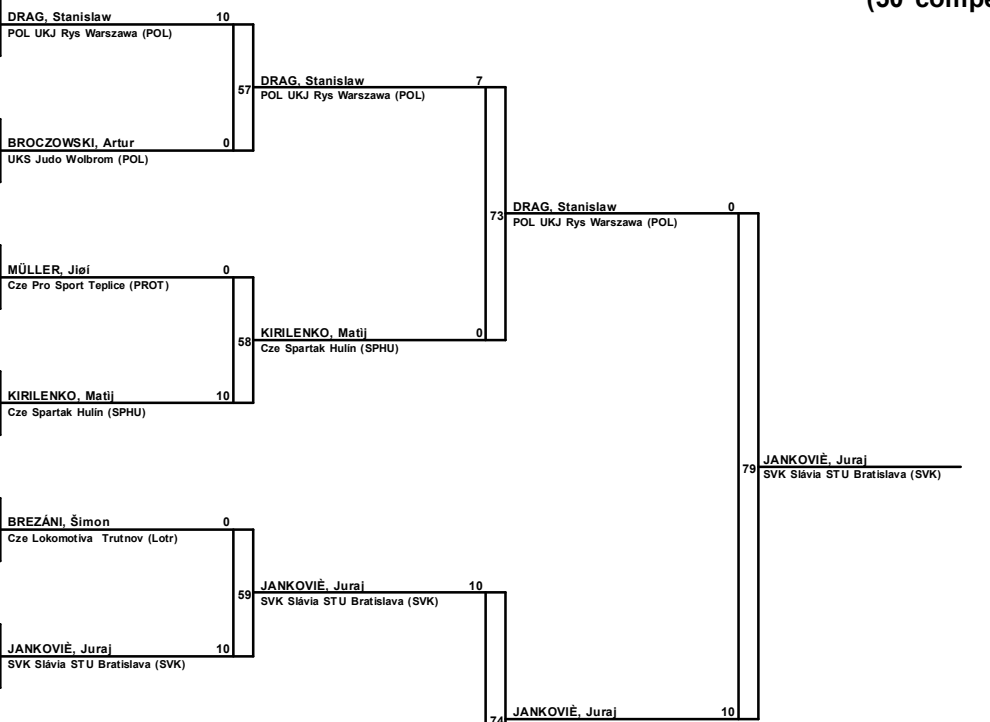 (50 compe
DRAG, Stanislaw 10
POL UKJ Rys Warszawa (POL)
57
DRAG, Stanislaw 7
POL UKJ Rys Warszawa (POL)
BROCZOWSKI, Artur 0
UKS Judo Wolbrom (POL)
73
DRAG, Stanislaw 0
POL UKJ Rys Warszawa (POL)
MÜLLER, Jiøí 0
Cze Pro Sport Teplice (PROT)
58
KIRILENKO, Matìj 0
Cze Spartak Hulín (SPHU)
KIRILENKO, Matìj 10
Cze Spartak Hulín (SPHU)
79
JANKOVIÈ, Juraj
SVK Slávia STU Bratislava (SVK)
BREZÁNI, Šimon 0
Cze Lokomotiva Trutnov (Lotr)
59
JANKOVIÈ, Juraj 10
SVK Slávia STU Bratislava (SVK)
JANKOVIÈ, Juraj 10
SVK Slávia STU Bratislava (SVK)
74
JANKOVIÈ, Juraj 10